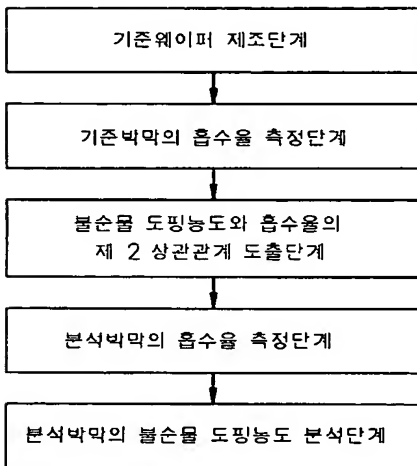 기준웨이퍼 제조단계
기준박막의 흡수율 측정단계
불순물 도핑농도와 흡수율의
제 2 상관관계 도출단계
분석박막의 흡수율 측정단계
분석박막의 불순물 도핑농도 분석단계